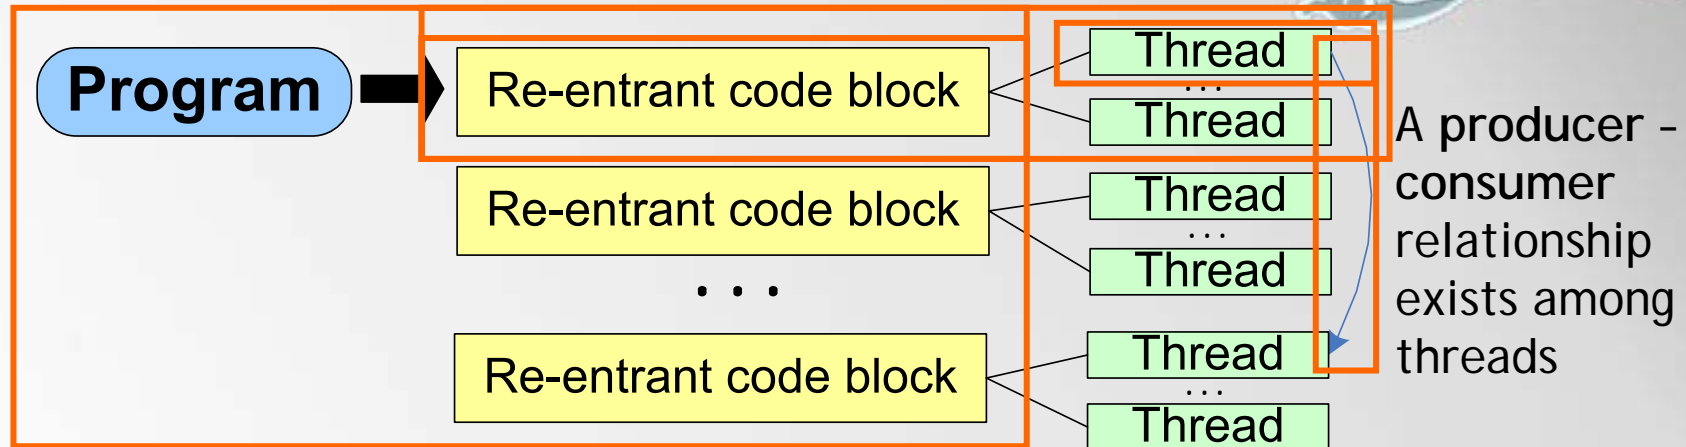 Program
Re-entrant code block
Thread
...
Thread
Re-entrant code block
Thread
...
Thread
...
Re-entrant code block
Thread
...
Thread
A producer -
consumer
relationship
exists among
threads